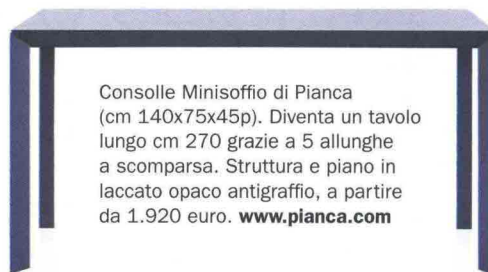 Consolle Minisoffio di Pianca
(cm 140x75x45p). Diventa un tavolo
lungo cm 270 grazie a 5 allunghe
a scomparsa. Struttura e piano in
laccato opaco antigraffio, a partire
da 1.920 euro. www.pianca.com